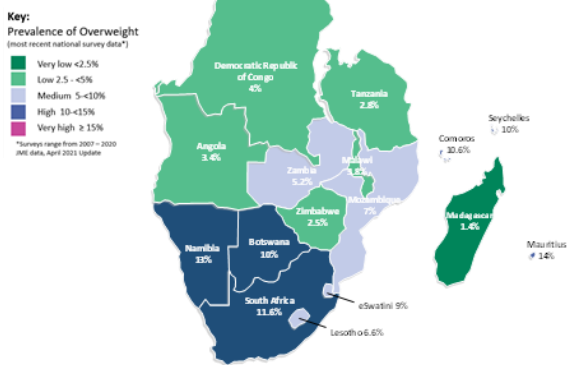 Key:
Prevalence of Overweight
(most recent national survey data*)
Very low <2.5%
Low 2.5 - <5%
Medium 5-<10%
High 10-<15%
Very high ≥ 15%
*Surveys range from 2007 – 2020
JME data, April 2021 Update
Democratic Republic
of Congo
4%
Tanzania
2.8%
Seychelles
10%
Comoros
10.6%
Angola
3.4%
Zambia
5.2%
Malawi
Mozambique
7%
Zimbabwe
2.5%
Madagascar
1.4%
Namibia
13%
Botswana
10%
Mauritius
14%
South Africa
11.6%
eSwatini 9%
Lesotho 6.6%